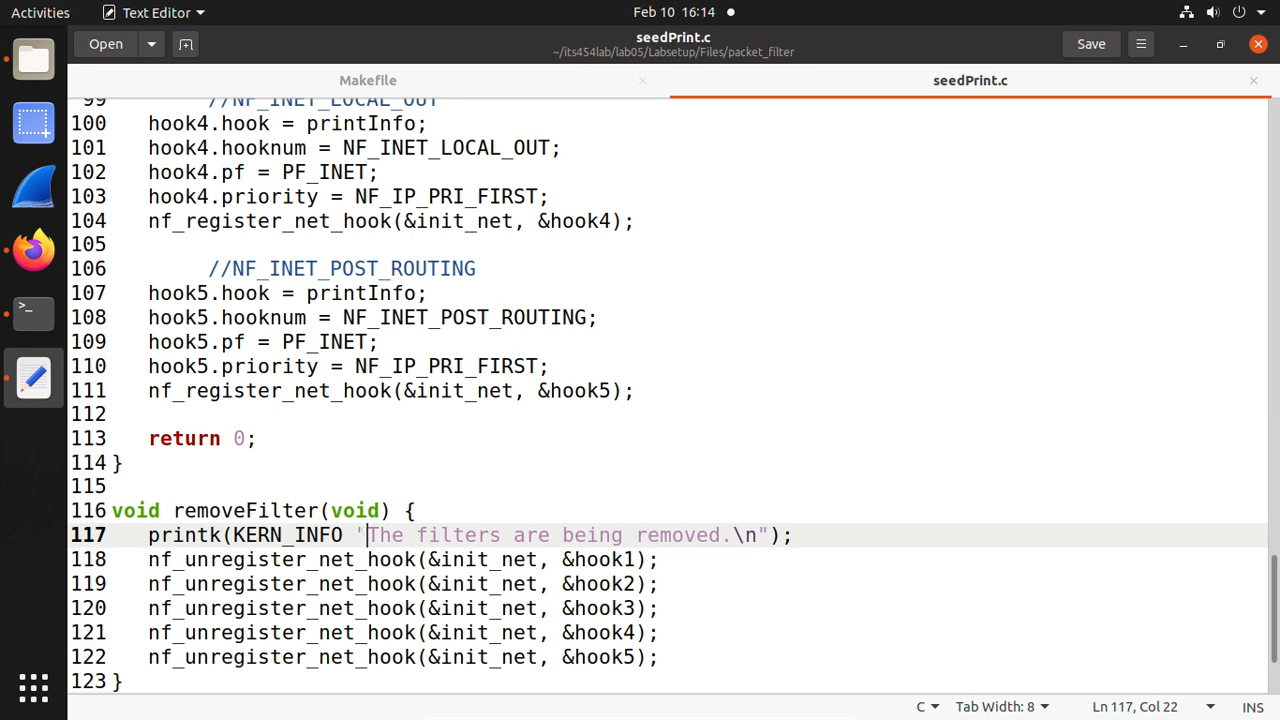 Activities Text Editor Feb 10 16:14
Open seedPrint.c Save
~/its454lab/lab05/Labsetup/Files/packet_filter
Makefile seedPrint.c
99 //NF_INET_LOCAL_OUT
100 hook4.hook = printInfo;
101 hook4.hooknum = NF_INET_LOCAL_OUT;
102 hook4.pf = PF_INET;
103 hook4.priority = NF_IP_PRI_FIRST;
104 nf_register_net_hook(&init_net, &hook4);
105
106 //NF_INET_POST_ROUTING
107 hook5.hook = printInfo;
108 hook5.hooknum = NF_INET_POST_ROUTING;
109 hook5.pf = PF_INET;
110 hook5.priority = NF_IP_PRI_FIRST;
111 nf_register_net_hook(&init_net, &hook5);
112
113 return 0;
114 }
115
116 void removeFilter(void) {
117 printk(KERN_INFO "The filters are being removed.\n");
118 nf_unregister_net_hook(&init_net, &hook1);
119 nf_unregister_net_hook(&init_net, &hook2);
120 nf_unregister_net_hook(&init_net, &hook3);
121 nf_unregister_net_hook(&init_net, &hook4);
122 nf_unregister_net_hook(&init_net, &hook5);
123 }
C Tab Width: 8 Ln 117, Col 22 INS